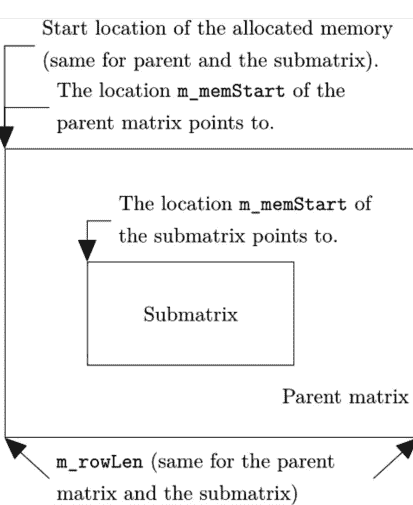 Start location of the allocated memory
(same for parent and the submatrix).
The location m_memStart of the
parent matrix points to.
The location m_memStart of
the submatrix points to.
Submatrix
Parent matrix
m_rowLen (same for the parent
matrix and the submatrix)